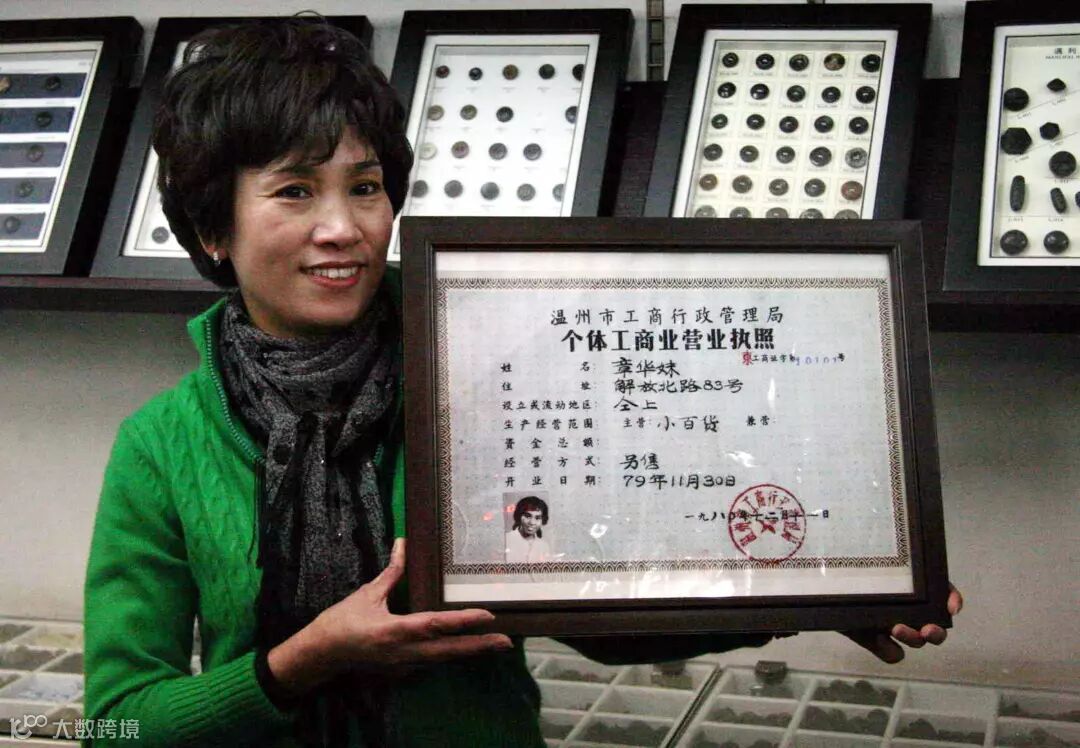 温州市工商行政管理局
个体工商业营业执照
东工商业字第10101号
姓 名： 章华妹
住 址： 解放北路83号
设立或流动地区： 仝上
生产经营范围： 主营： 小百货 兼营：
资金总额：
经营方式： 另售
开业日期： 79年11月30日
一九八〇年十二月十一日
大数跨境